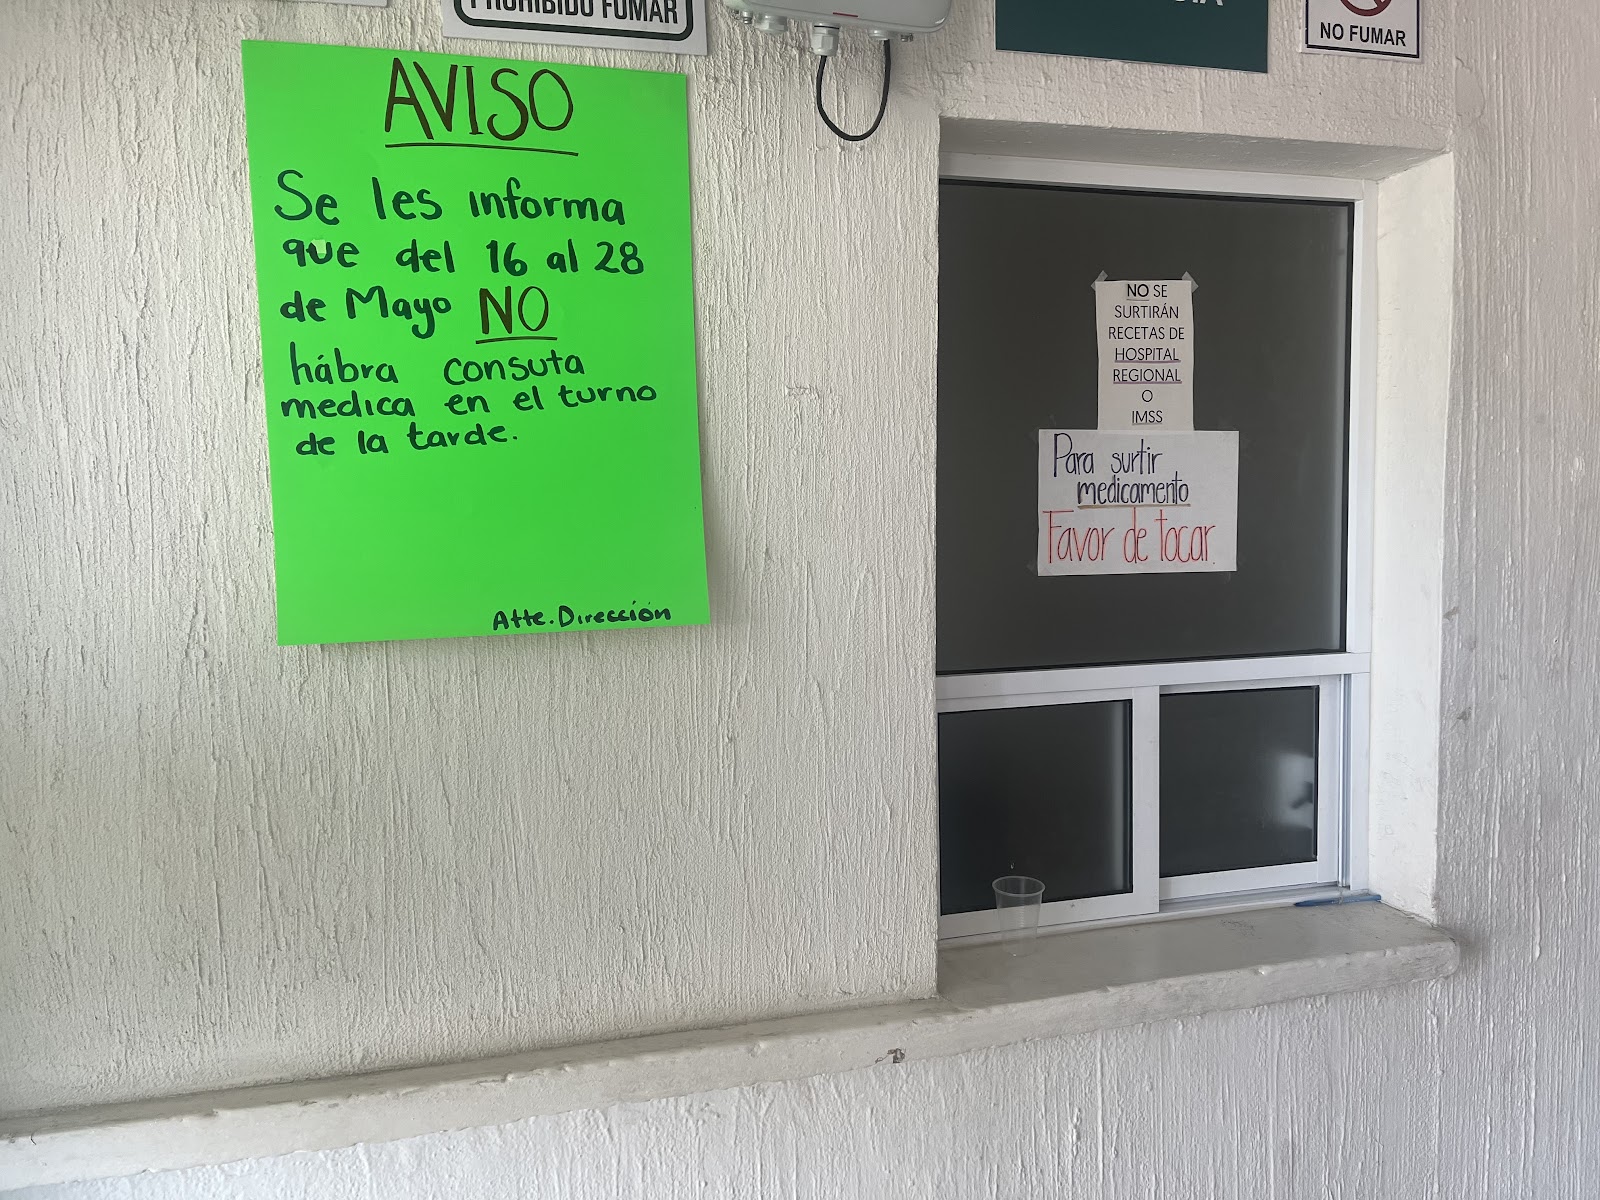 PROHIBIDO FUMAR
NO FUMAR
AVISO
Se les informa
que del 16 al 28
de Mayo NO
hábra consuta
medica en el turno
de la tarde.
Atte. Dirección
NO SE
SURTIRÁN
RECETAS DE
HOSPITAL
REGIONAL
O
IMSS
Para surtir
medicamento
Favor de tocar.